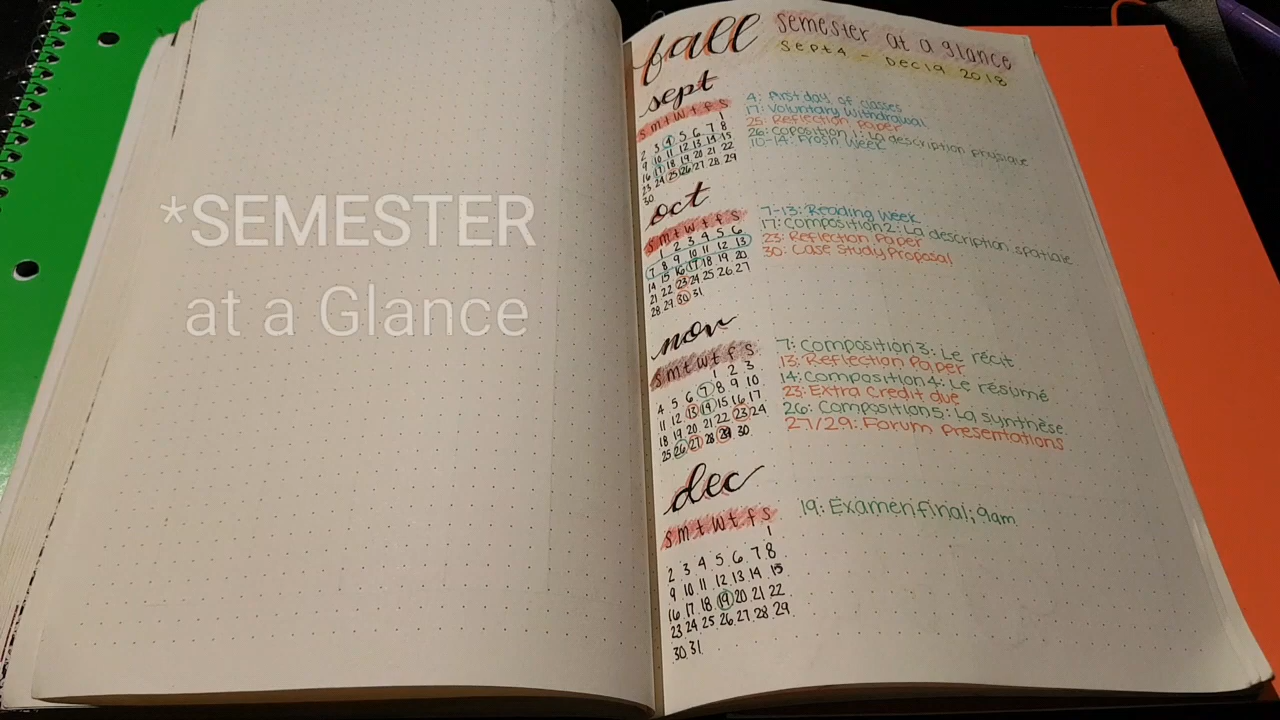 *SEMESTER
at a Glance
fall semester at a glance
Sept 4 - Dec 19 2018
sept
s m t w t f s
1
2 3 4 5 6 7 8
9 10 11 12 13 14 15
16 17 18 19 20 21 22
23 24 25 26 27 28 29
30
4: First day of classes
17: Voluntary Withdrawal
25: Reflection Paper
26: Coposition 1: La description physique
10-14: Frosh Week
oct
s m t w t f s
1 2 3 4 5 6
7 8 9 10 11 12 13
14 15 16 17 18 19 20
21 22 23 24 25 26 27
28 29 30 31
7-13: Reading Week
17: Composition 2: La description spatiale
23: Reflection Paper
30: Case Study Proposal
nov
s m t w t f s
1 2 3
4 5 6 7 8 9 10
11 12 13 14 15 16 17
18 19 20 21 22 23 24
25 26 27 28 29 30
7: Composition 3: Le récit
13: Reflection Paper
14: Composition 4: Le résumé
23: Extra Credit due
26: Composition 5: La synthèse
27/29: Forum Presentations
dec
s m t w t f s
1
2 3 4 5 6 7 8
9 10 11 12 13 14 15
16 17 18 19 20 21 22
23 24 25 26 27 28 29
30 31
19: Examen final; 9am